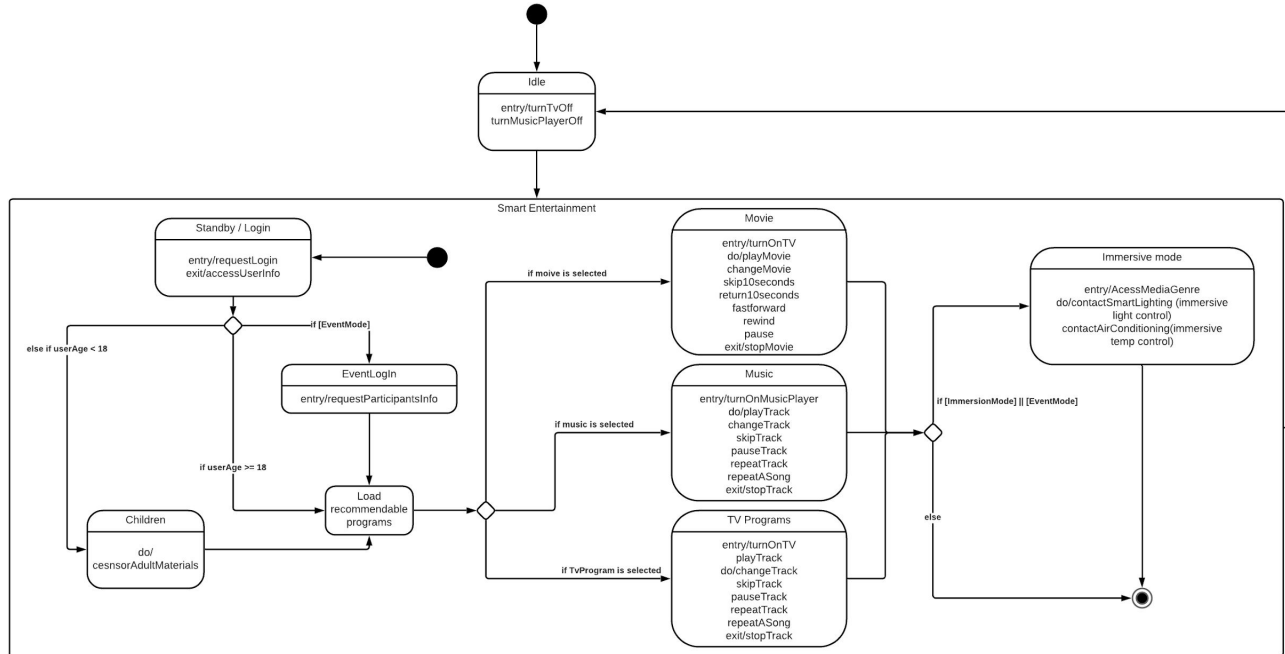 Idle
entry/turnTvOff
turnMusicPlayerOff
Smart Entertainment
Standby / Login
entry/requestLogin
exit/accessUserInfo
if [EventMode]
else if userAge < 18
EventLogIn
entry/requestParticipantsInfo
if userAge >= 18
Load
recommendable
programs
Children
do/
cesnsorAdultMaterials
if moive is selected
if music is selected
if TvProgram is selected
Movie
entry/turnOnTV
do/playMovie
changeMovie
skip10seconds
return10seconds
fastforward
rewind
pause
exit/stopMovie
Music
entry/turnOnMusicPlayer
do/playTrack
changeTrack
skipTrack
pauseTrack
repeatTrack
repeatASong
exit/stopTrack
TV Programs
entry/turnOnTV
playTrack
do/changeTrack
skipTrack
pauseTrack
repeatTrack
repeatASong
exit/stopTrack
Immersive mode
entry/AcessMediaGenre
do/contactSmartLighting (immersive
light control)
contactAirConditioning(immersive
temp control)
if [ImmersionMode] || [EventMode]
else